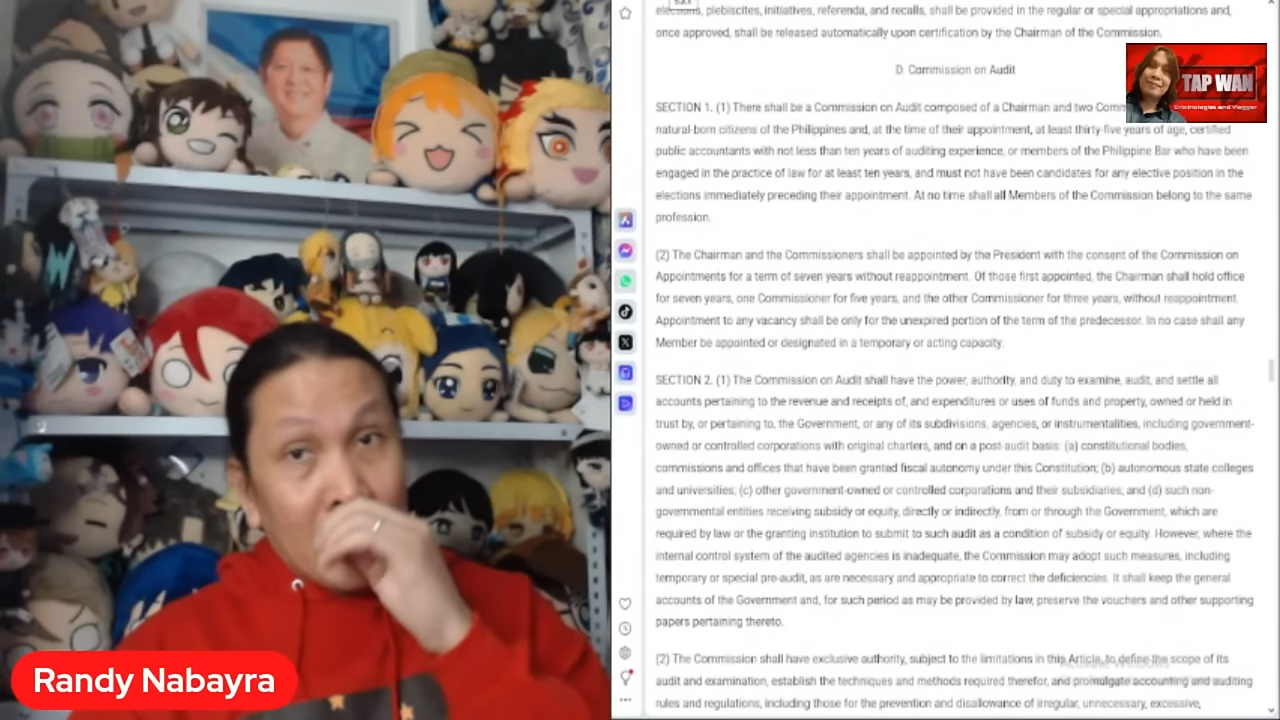 Back
elections, plebiscites, initiatives, referenda, and recalls, shall be provided in the regular or special appropriations and,
once approved, shall be released automatically upon certification by the Chairman of the Commission.
D. Commission on Audit
TAP WAN
Criminologist and Vlogger
SECTION 1. (1) There shall be a Commission on Audit composed of a Chairman and two
natural-born citizens of the Philippines and, at the time of their appointment, at least thirty-five years of age, certified
public accountants with not less than ten years of auditing experience, or members of the Philippine Bar who have been
engaged in the practice of law for at least ten years, and must not have been candidates for any elective position in the
elections immediately preceding their appointment. At no time shall all Members of the Commission belong to the same
profession.
(2) The Chairman and the Commissioners shall be appointed by the President with the consent of the Commission on
Appointments for a term of seven years without reappointment. Of those first appointed, the Chairman shall hold office
for seven years, one Commissioner for five years, and the other Commissioner for three years, without reappointment.
Appointment to any vacancy shall be only for the unexpired portion of the term of the predecessor. In no case shall any
Member be appointed or designated in a temporary or acting capacity.
SECTION 2. (1) The Commission on Audit shall have the power, authority, and duty to examine, audit, and settle all
accounts pertaining to the revenue and receipts of, and expenditures or uses of funds and property, owned or held in
trust by, or pertaining to, the Government, or any of its subdivisions, agencies, or instrumentalities, including government-
owned or controlled corporations with original charters, and on a post-audit basis: (a) constitutional bodies,
commissions and offices that have been granted fiscal autonomy under this Constitution; (b) autonomous state colleges
and universities; (c) other government-owned or controlled corporations and their subsidiaries; and (d) such non-
governmental entities receiving subsidy or equity, directly or indirectly, from or through the Government, which are
required by law or the granting institution to submit to such audit as a condition of subsidy or equity. However, where the
internal control system of the audited agencies is inadequate, the Commission may adopt such measures, including
temporary or special pre-audit, as are necessary and appropriate to correct the deficiencies. It shall keep the general
accounts of the Government and, for such period as may be provided by law, preserve the vouchers and other supporting
papers pertaining thereto.
(2) The Commission shall have exclusive authority, subject to the limitations in this Article, to define the scope of its
audit and examination, establish the techniques and methods required therefor, and promulgate accounting and auditing
rules and regulations, including those for the prevention and disallowance of irregular, unnecessary, excessive,
Activate Windows
Randy Nabayra